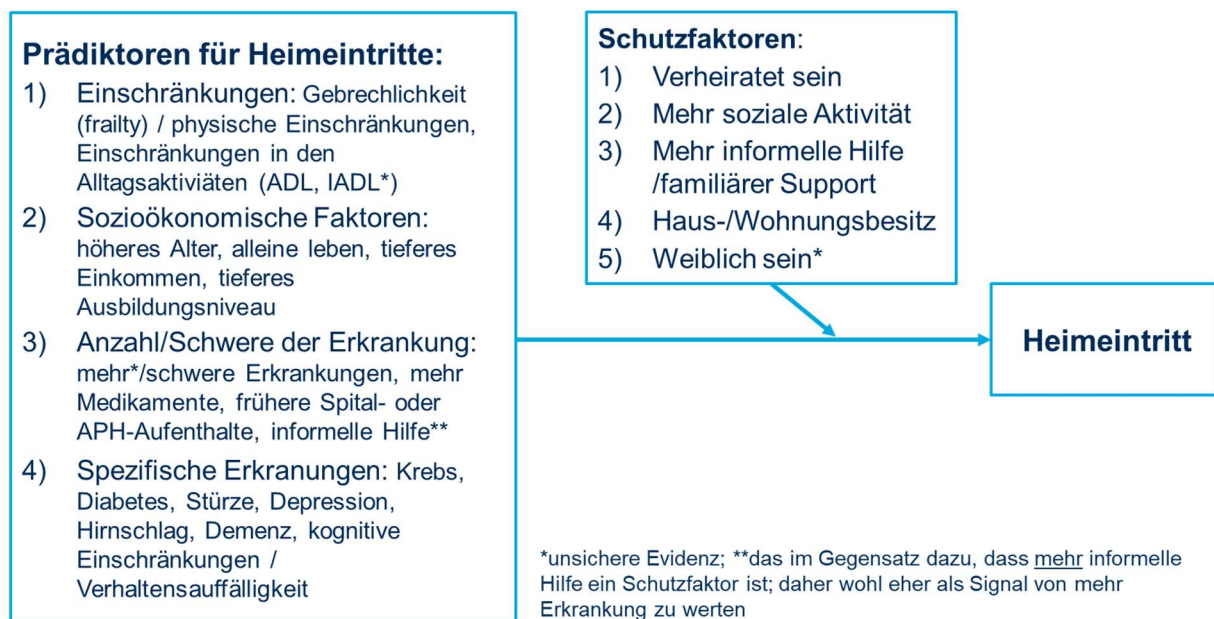 Prädiktoren für Heimeintritte:
1) Einschränkungen: Gebrechlichkeit
(frailty) / physische Einschränkungen,
Einschränkungen in den
Alltagsaktiviäten (ADL, IADL*)
2) Sozioökonomische Faktoren:
höheres Alter, alleine leben, tieferes
Einkommen, tieferes
Ausbildungsniveau
3) Anzahl/Schwere der Erkrankung:
mehr*/schwere Erkrankungen, mehr
Medikamente, frühere Spital- oder
APH-Aufenthalte, informelle Hilfe**
4) Spezifische Erkranungen: Krebs,
Diabetes, Stürze, Depression,
Hirnschlag, Demenz, kognitive
Einschränkungen /
Verhaltensauffälligkeit
Schutzfaktoren:
1) Verheiratet sein
2) Mehr soziale Aktivität
3) Mehr informelle Hilfe
/familiärer Support
4) Haus-/Wohnungsbesitz
5) Weiblich sein*
Heimeintritt
*unsichere Evidenz; **das im Gegensatz dazu, dass mehr informelle
Hilfe ein Schutzfaktor ist; daher wohl eher als Signal von mehr
Erkrankung zu werten